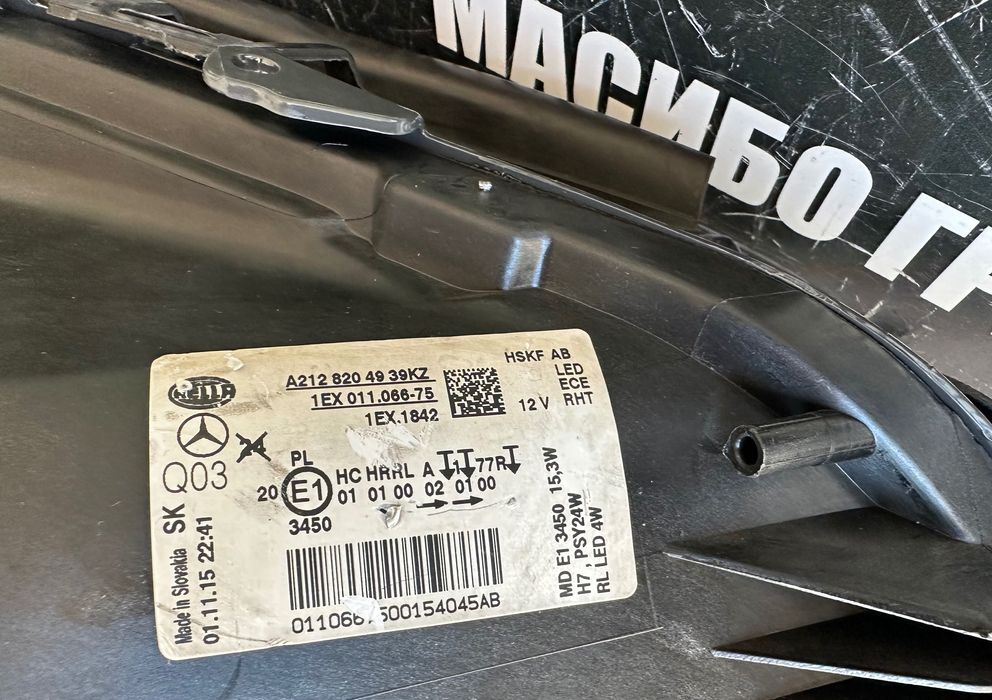 МАСИБО ГР
HELLA
A212 820 49 39KZ
1EX 011.066-75
1EX.1842
HSKF AB
LED
ECE
12 V RHT
Q03
PL
20 E1 HC HRRL A 1 77R
01 01 00 02 01 00
3450
SK
Made in Slovakia
01.11.15 22:41
MD E1 3450 15,3W
H7, PSY24W
RL LED 4W
500154045AB